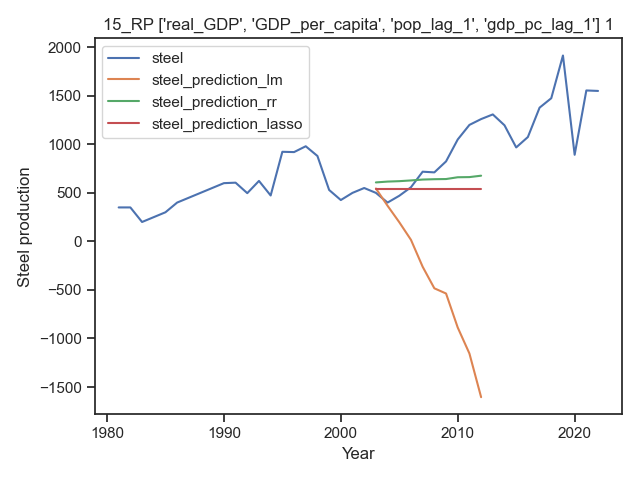 15_RP ['real_GDP', 'GDP_per_capita', 'pop_lag_1', 'gdp_pc_lag_1'] 1
steel
steel_prediction_lm
steel_prediction_rr
steel_prediction_lasso
Steel production
2000
1500
1000
500
0
−500
−1000
−1500
1980
1990
2000
2010
2020
Year